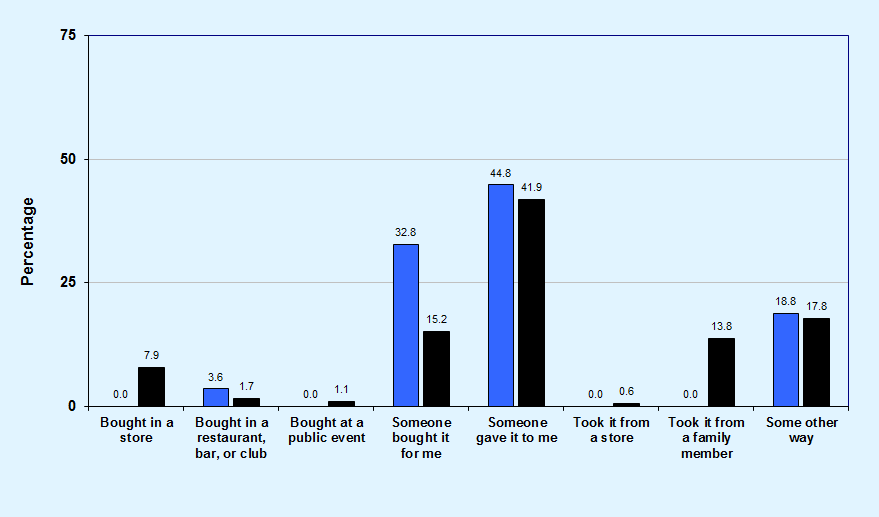 75
50
25
0
Percentage
0.0
7.9
3.6
1.7
0.0
1.1
32.8
15.2
44.8
41.9
0.0
0.6
0.0
13.8
18.8
17.8
Bought in a
store
Bought in a
restaurant,
bar, or club
Bought at a
public event
Someone
bought it
for me
Someone
gave it to me
Took it from
a store
Took it from
a family
member
Some other
way